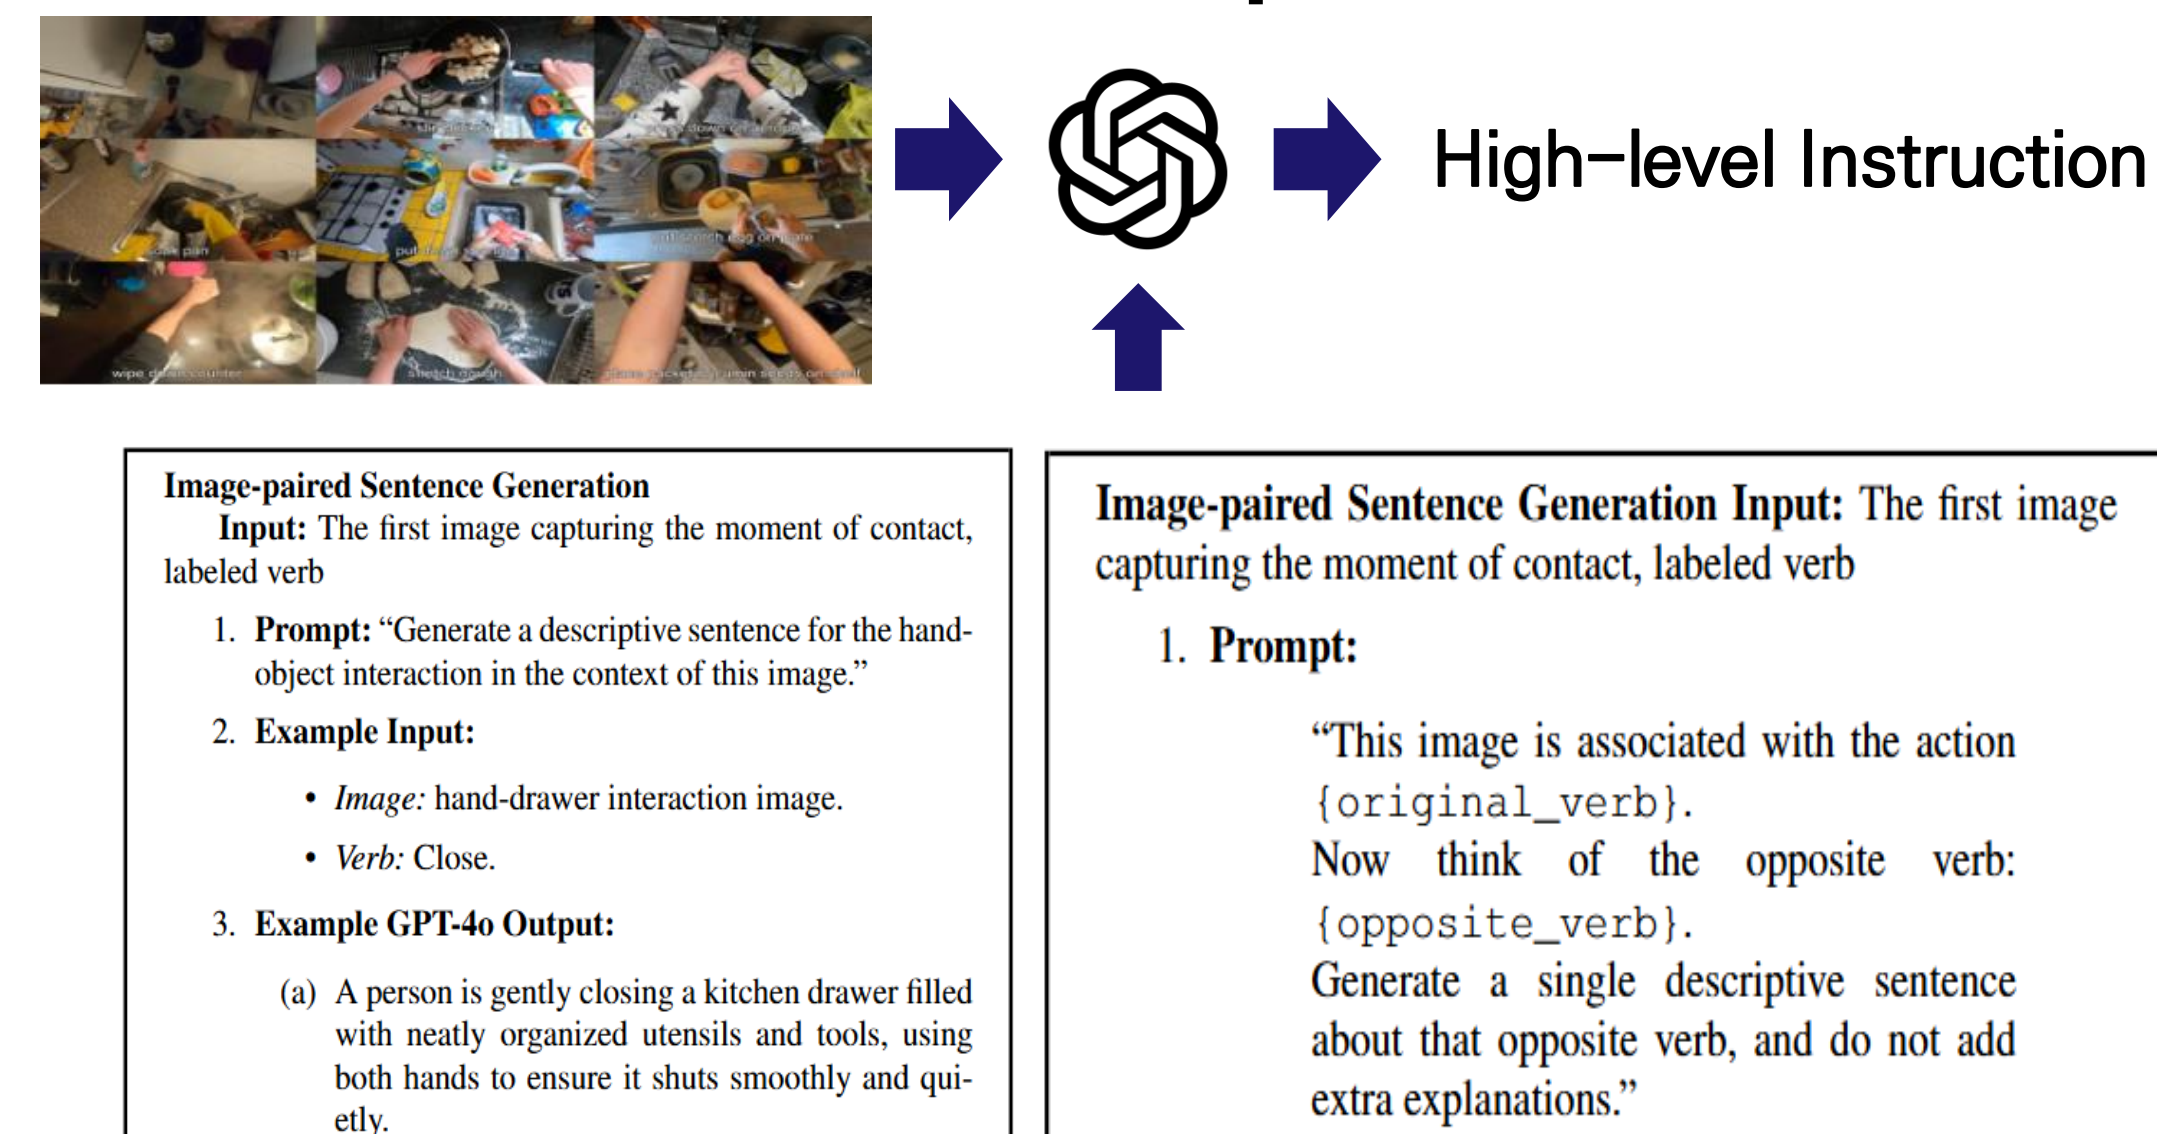 High-level Instruction
wipe down counter
stretch dough
Image-paired Sentence Generation
Input: The first image capturing the moment of contact,
labeled verb
1. Prompt: “Generate a descriptive sentence for the hand-
object interaction in the context of this image.”
2. Example Input:
• Image: hand-drawer interaction image.
• Verb: Close.
3. Example GPT-4o Output:
(a) A person is gently closing a kitchen drawer filled
with neatly organized utensils and tools, using
both hands to ensure it shuts smoothly and qui-
etly.
Image-paired Sentence Generation Input: The first image
capturing the moment of contact, labeled verb
1. Prompt:
“This image is associated with the action
{original_verb}.
Now think of the opposite verb:
{opposite_verb}.
Generate a single descriptive sentence
about that opposite verb, and do not add
extra explanations.”